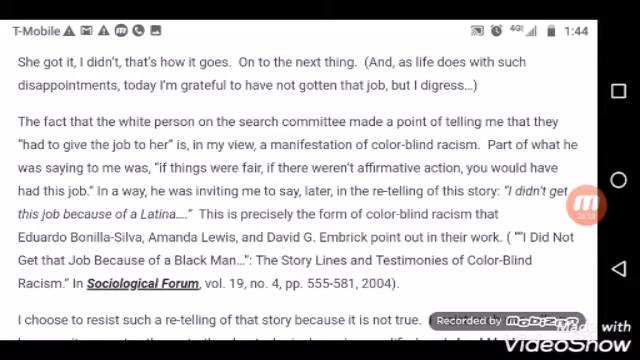 T-Mobile 4G 1:44
She got it, I didn't, that's how it goes. On to the next thing. (And, as life does with such
disappointments, today I'm grateful to have not gotten that job, but I digress…)
The fact that the white person on the search committee made a point of telling me that they
"had to give the job to her" is, in my view, a manifestation of color-blind racism. Part of what he
was saying to me was, "if things were fair, if there weren't affirmative action, you would have
had this job." In a way, he was inviting me to say, later, in the re-telling of this story: "I didn't get
this job because of a Latina…." This is precisely the form of color-blind racism that
Eduardo Bonilla-Silva, Amanda Lewis, and David G. Embrick point out in their work. ( ""I Did Not
Get that Job Because of a Black Man…": The Story Lines and Testimonies of Color-Blind
Racism." In Sociological Forum, vol. 19, no. 4, pp. 555-581, 2004).
I choose to resist such a re-telling of that story because it is not true.
Recorded by MOBIZEN
Made with
VideoShow